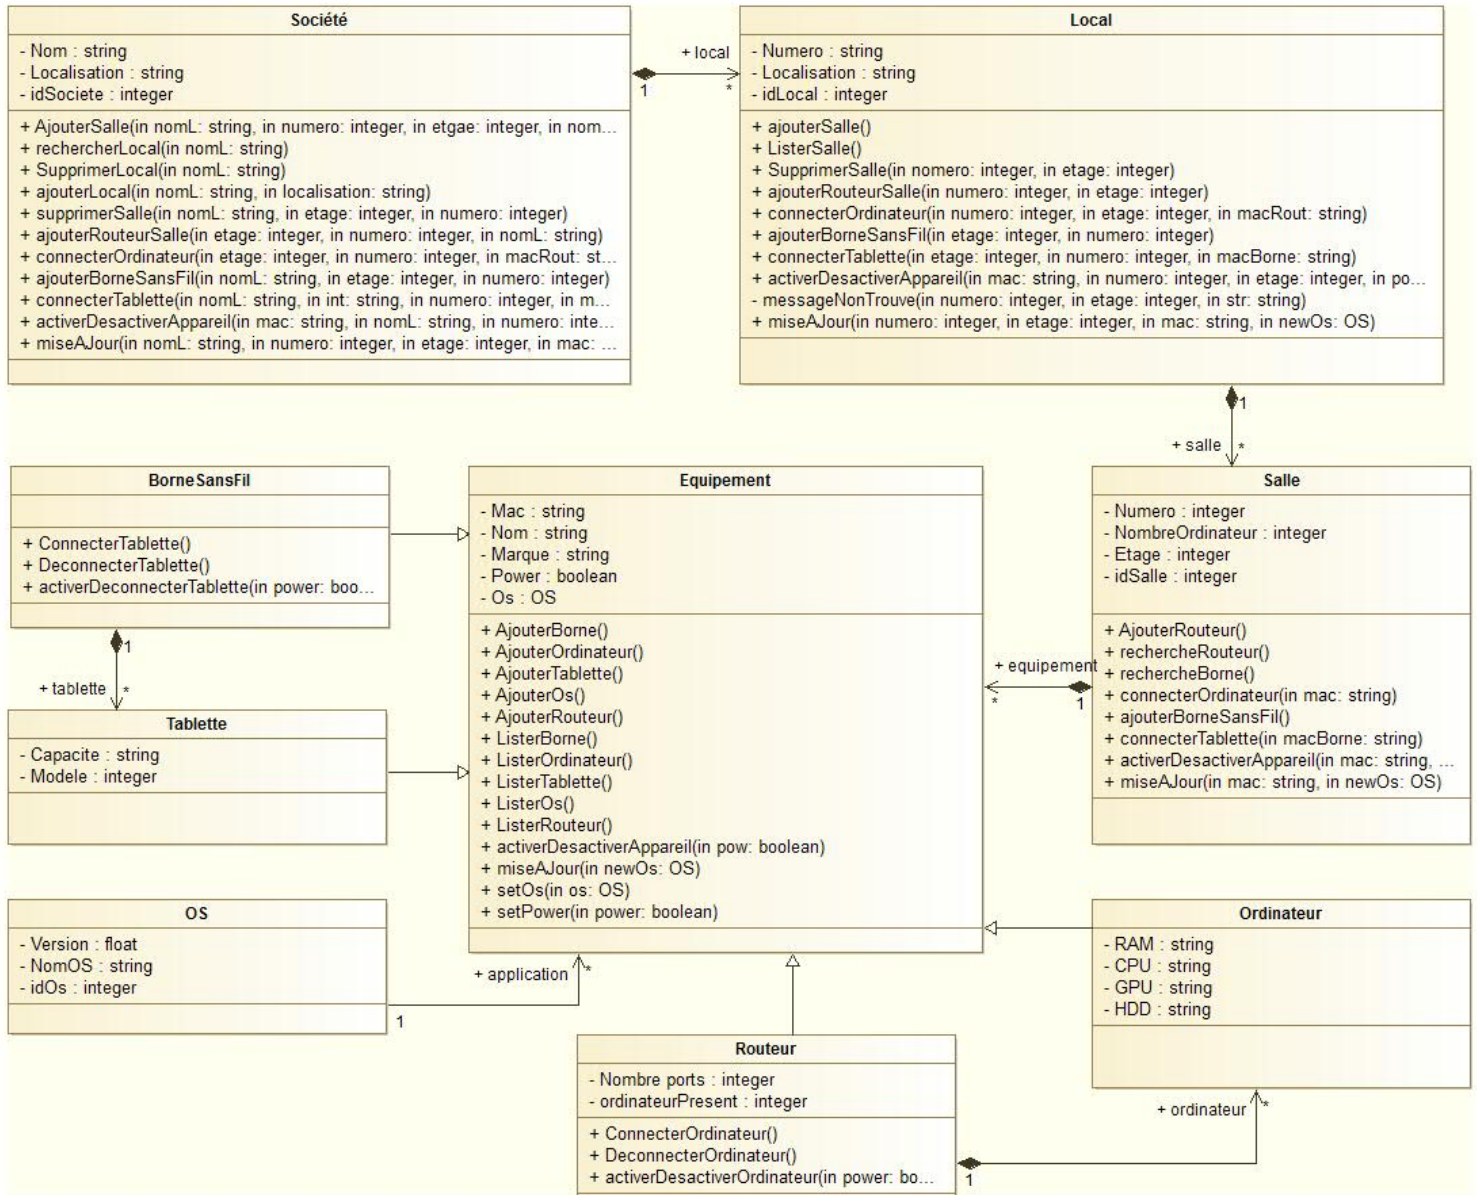 Société
- Nom : string
- Localisation : string
- idSociete : integer
+ AjouterSalle(in nomL: string, in numero: integer, in etgae: integer, in nom...
+ rechercherLocal(in nomL: string)
+ SupprimerLocal(in nomL: string)
+ ajouterLocal(in nomL: string, in localisation: string)
+ supprimerSalle(in nomL: string, in etage: integer, in numero: integer)
+ ajouterRouteurSalle(in etage: integer, in numero: integer, in nomL: string)
+ connecterOrdinateur(in etage: integer, in numero: integer, in macRout: st...
+ ajouterBorneSansFil(in nomL: string, in etage: integer, in numero: integer)
+ connecterTablette(in nomL: string, in int: string, in numero: integer, in m...
+ activerDesactiverAppareil(in mac: string, in nomL: string, in numero: inte...
+ miseAJour(in nomL: string, in numero: integer, in etage: integer, in mac: ...
+ local
1
*
Local
- Numero : string
- Localisation : string
- idLocal : integer
+ ajouterSalle()
+ ListerSalle()
+ SupprimerSalle(in nomero: integer, in etage: integer)
+ ajouterRouteurSalle(in numero: integer, in etage: integer)
+ connecterOrdinateur(in numero: integer, in etage: integer, in macRout: string)
+ ajouterBorneSansFil(in etage: integer, in numero: integer)
+ connecterTablette(in etage: integer, in numero: integer, in macBorne: string)
+ activerDesactiverAppareil(in mac: string, in numero: integer, in etage: integer, in po...
- messageNonTrouve(in numero: integer, in etage: integer, in str: string)
+ miseAJour(in numero: integer, in etage: integer, in mac: string, in newOs: OS)
1
+ salle
*
BorneSansFil
+ ConnecterTablette()
+ DeconnecterTablette()
+ activerDeconnecterTablette(in power: boo...
1
+ tablette
*
Tablette
- Capacite : string
- Modele : integer
OS
- Version : float
- NomOS : string
- idOs : integer
1
+ application
*
Equipement
- Mac : string
- Nom : string
- Marque : string
- Power : boolean
- Os : OS
+ AjouterBorne()
+ AjouterOrdinateur()
+ AjouterTablette()
+ AjouterOs()
+ AjouterRouteur()
+ ListerBorne()
+ ListerOrdinateur()
+ ListerTablette()
+ ListerOs()
+ ListerRouteur()
+ activerDesactiverAppareil(in pow: boolean)
+ miseAJour(in newOs: OS)
+ setOs(in os: OS)
+ setPower(in power: boolean)
+ equipement
*
1
Salle
- Numero : integer
- NombreOrdinateur : integer
- Etage : integer
- idSalle : integer
+ AjouterRouteur()
+ rechercheRouteur()
+ rechercheBorne()
+ connecterOrdinateur(in mac: string)
+ ajouterBorneSansFil()
+ connecterTablette(in macBorne: string)
+ activerDesactiverAppareil(in mac: string, ...
+ miseAJour(in mac: string, in newOs: OS)
Ordinateur
- RAM : string
- CPU : string
- GPU : string
- HDD : string
+ ordinateur
*
1
Routeur
- Nombre ports : integer
- ordinateurPresent : integer
+ ConnecterOrdinateur()
+ DeconnecterOrdinateur()
+ activerDesactiverOrdinateur(in power: bo...